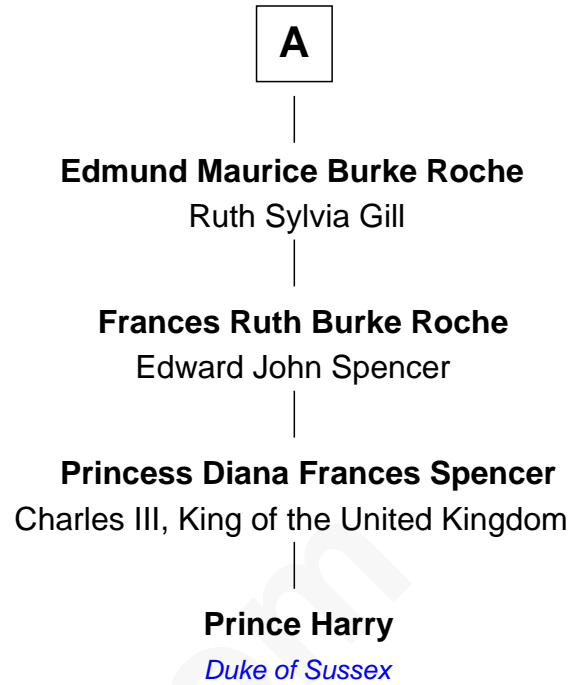 A
Edmund Maurice Burke Roche
Ruth Sylvia Gill
Frances Ruth Burke Roche
Edward John Spencer
Princess Diana Frances Spencer
Charles III, King of the United Kingdom
Prince Harry
Duke of Sussex